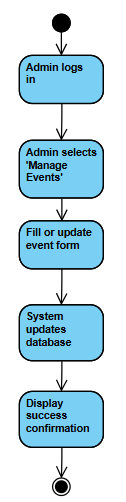 Admin logs
in
Admin selects
'Manage
Events'
Fill or update
event form
System
updates
database
Display
success
confirmation